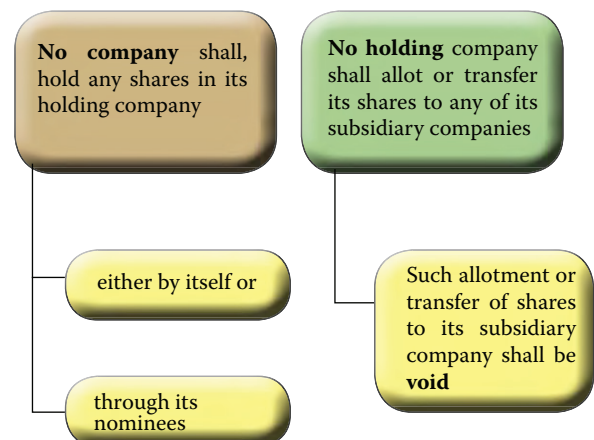 No company shall,
hold any shares in its
holding company
either by itself or
through its
nominees
No holding company
shall allot or transfer
its shares to any of its
subsidiary companies
Such allotment or
transfer of shares
to its subsidiary
company shall be
void